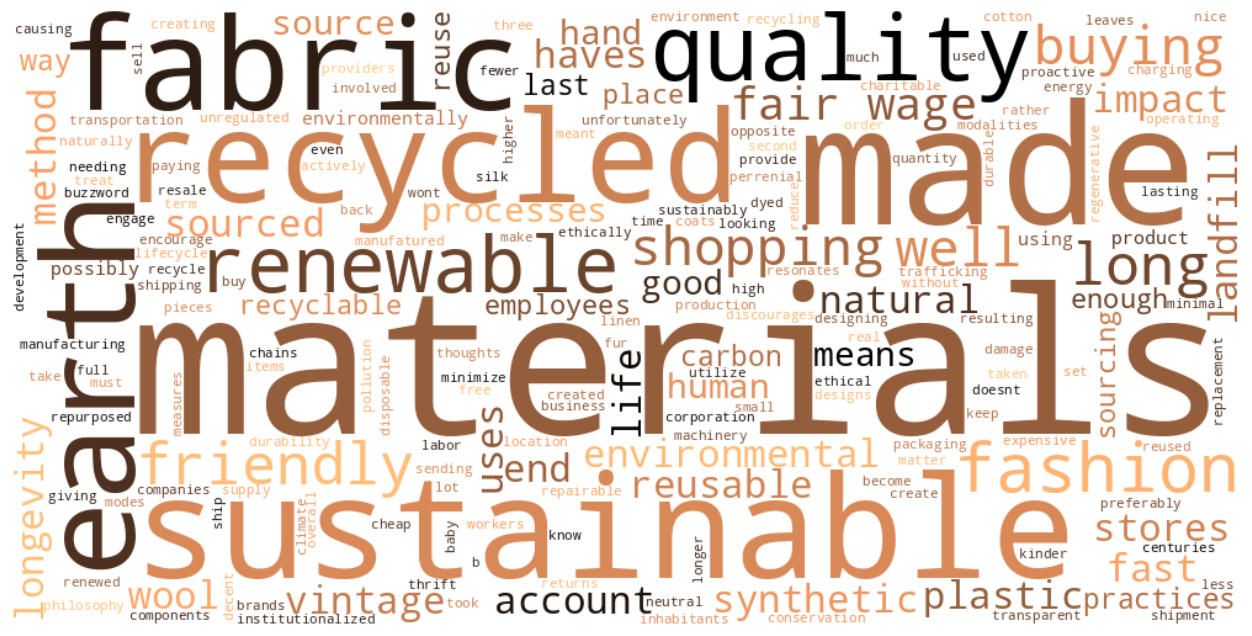 causing
creating
source
three
hand
environment
recycling
cotton
leaves
nice
fabric
sell
reuse
haves
quality
buying
way
providers
involved
fewer
last
much
used
proactive
charging
energy
charitable
place
fair wage
impact
transportation
unregulated
environmentally
meant
unfortunately
opposite
order
rather
modalities
operating
method
naturally
recycled
even
higher
second
made
quantity
durable
regenerative
landfill
needing
treat
buzzword
paying
resale
term
actively
silk
wont
provide
perrenial
reduce
lasting
engage
back
processes
sustainably
dyed
time
coats
looking
sourced
development
earth
encourage
lifecycle
manufatured
make
ethically
shopping
well
using
product
possibly
recycle
shipping
buy
renewable
good
high
resonates
trafficking
without
long
pieces
recyclable
employees
production
discourages
natural
designing
resulting
enough
minimal
linen
fur
real
manufacturing
chains
items
materials
pollution
disposable
thoughts
minimize
free
created
business
life
carbon
utilize
human
small
means
ethical
designs
taken
doesnt
damage
set
keep
sourcing
replacement
take
full
must
repurposed
measures
corporation
machinery
labor
location
packaging
matter
expensive
reused
longevity
friendly
durability
sending
uses
end
environmental
fashion
giving
modes
companies
supply
lot
repairable
reusable
become
create
preferably
sustainable
ship
climate
overall
cheap
baby
workers
b
know
longer
kinder
stores
centuries
renewed
wool
decent
thrift
returns
fast
less
philosophy
components
brands
institutionalized
vintage
took
account
neutral
inhabitants
synthetic
conservation
plastic
transparent
practices
shipment